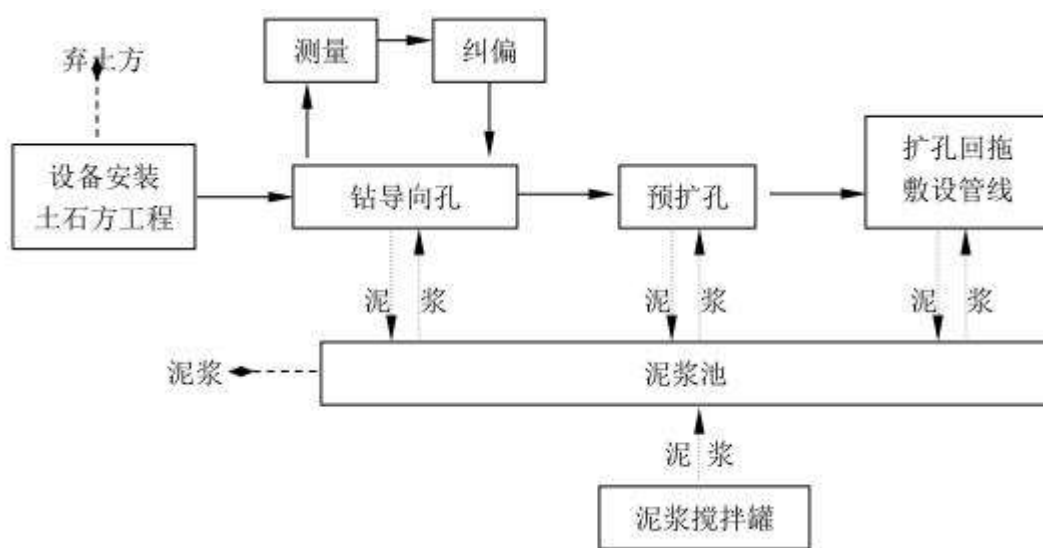 测量
纠偏
弃土方
设备安装
土石方工程
钻导向孔
预扩孔
扩孔回拖
敷设管线
泥 浆
泥 浆
泥 浆
泥浆
泥浆池
泥 浆
泥浆搅拌罐